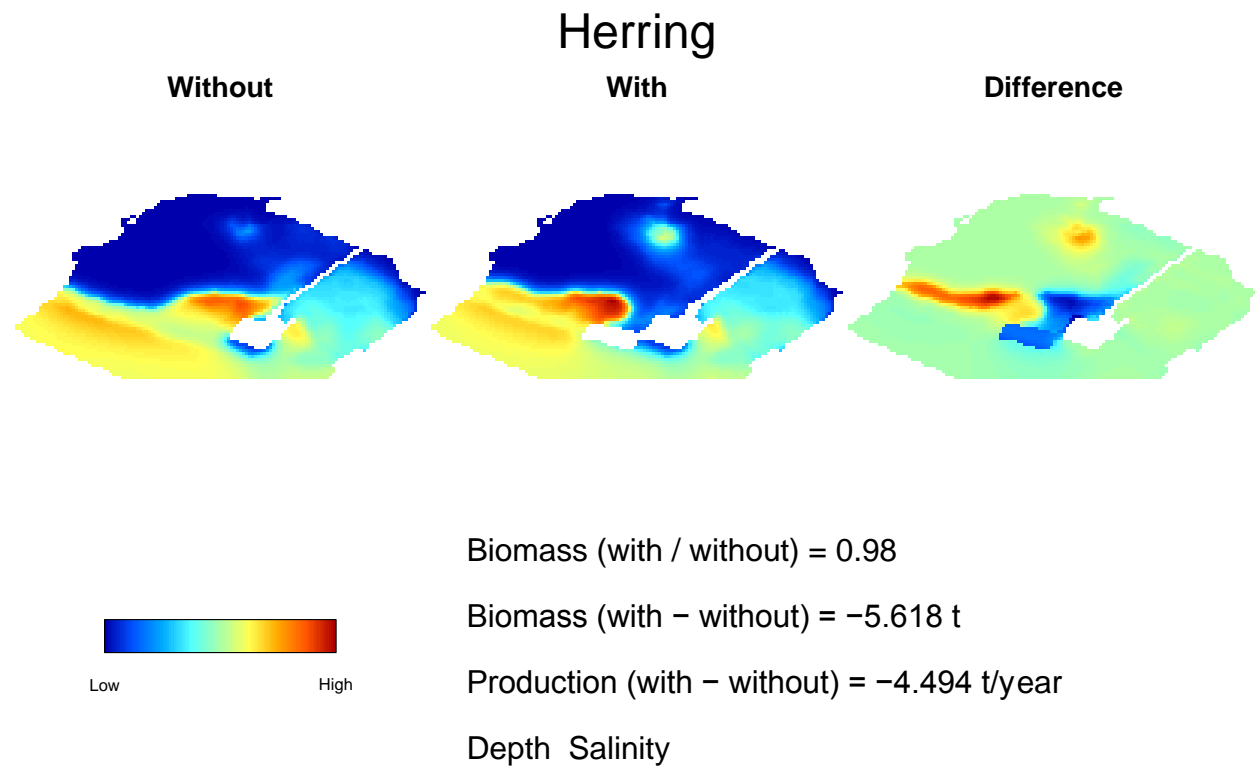 Herring
Without With Difference
Biomass (with / without) = 0.98
Biomass (with − without) = −5.618 t
Low High
Production (with − without) = −4.494 t/year
Depth Salinity